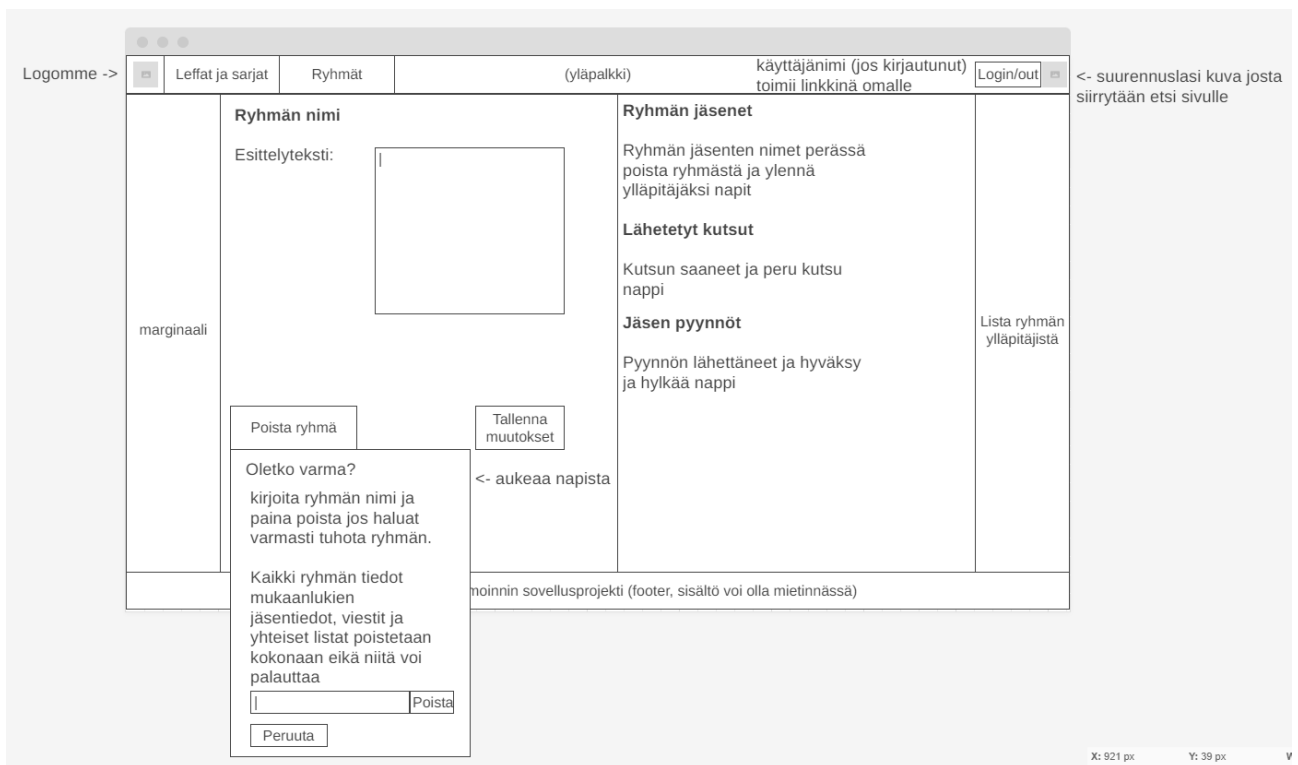 Logomme ->
Leffat ja sarjat
Ryhmät
(yläpalkki)
käyttäjänimi (jos kirjautunut)
toimii linkkinä omalle
Login/out
<- suurennuslasi kuva josta
siirrytään etsi sivulle
marginaali
Ryhmän nimi
Esittelyteksti:
Poista ryhmä
Tallenna
muutokset
<- aukeaa napista
Oletko varma?
kirjoita ryhmän nimi ja
paina poista jos haluat
varmasti tuhota ryhmän.
Kaikki ryhmän tiedot
mukaanlukien
jäsentiedot, viestit ja
yhteiset listat poistetaan
kokonaan eikä niitä voi
palauttaa
Poista
Peruuta
Ryhmän jäsenet
Ryhmän jäsenten nimet perässä
poista ryhmästä ja ylennä
ylläpitäjäksi napit
Lähetetyt kutsut
Kutsun saaneet ja peru kutsu
nappi
Jäsen pyynnöt
Pyynnön lähettäneet ja hyväksy
ja hylkää nappi
Lista ryhmän
ylläpitäjistä
moinnin sovellusprojekti (footer, sisältö voi olla mietinnässä)
X: 921 px
Y: 39 px